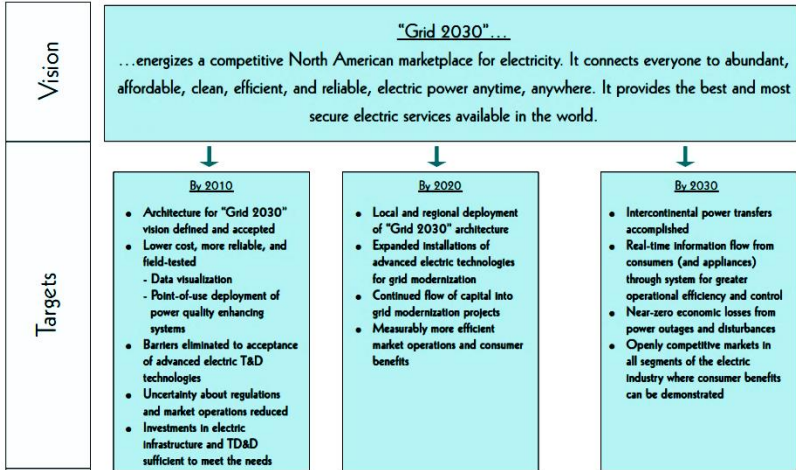 Vision
"Grid 2030"...
...energizes a competitive North American marketplace for electricity. It connects everyone to abundant,
affordable, clean, efficient, and reliable, electric power anytime, anywhere. It provides the best and most
secure electric services available in the world.
Targets
By 2010
• Architecture for "Grid 2030"
vision defined and accepted
• Lower cost, more reliable, and
field-tested
- Data visualization
- Point-of-use deployment of
power quality enhancing
systems
• Barriers eliminated to acceptance
of advanced electric T&D
technologies
• Uncertainty about regulations
and market operations reduced
• Investments in electric
infrastructure and TD&D
sufficient to meet the needs
By 2020
• Local and regional deployment
of "Grid 2030" architecture
• Expanded installations of
advanced electric technologies
for grid modernization
• Continued flow of capital into
grid modernization projects
• Measurably more efficient
market operations and consumer
benefits
By 2030
• Intercontinental power transfers
accomplished
• Real-time information flow from
consumers (and appliances)
through system for greater
operational efficiency and control
• Near-zero economic losses from
power outages and disturbances
• Openly competitive markets in
all segments of the electric
industry where consumer benefits
can be demonstrated